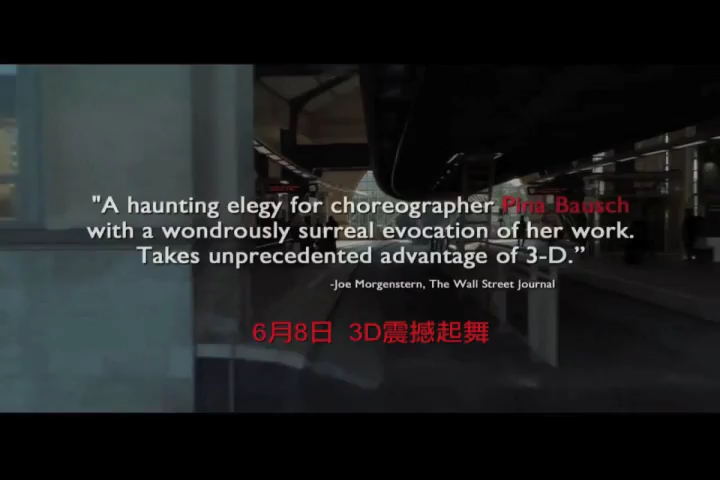 "A haunting elegy for choreographer Pina Bausch
with a wondrously surreal evocation of her work.
Takes unprecedented advantage of 3-D.”
-Joe Morgenstern, The Wall Street Journal
6月8日 3D震撼起舞